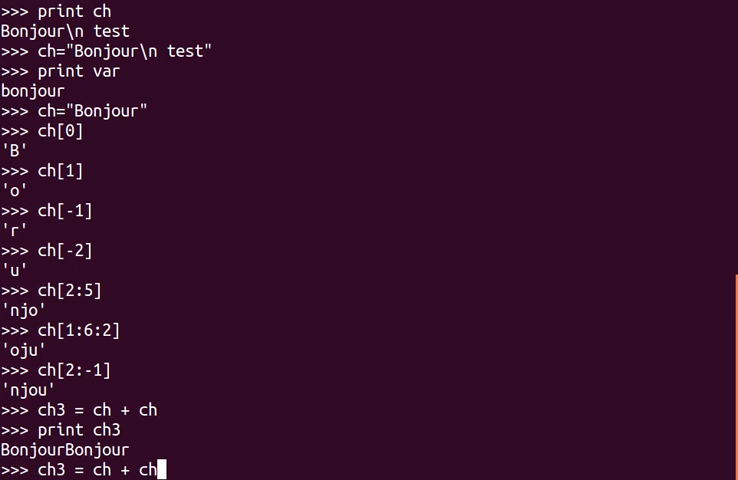 >>> print ch
Bonjour\n test
>>> ch="Bonjour\n test"
>>> print var
bonjour
>>> ch="Bonjour"
>>> ch[0]
'B'
>>> ch[1]
'o'
>>> ch[-1]
'r'
>>> ch[-2]
'u'
>>> ch[2:5]
'njo'
>>> ch[1:6:2]
'oju'
>>> ch[2:-1]
'njou'
>>> ch3 = ch + ch
>>> print ch3
BonjourBonjour
>>> ch3 = ch + ch